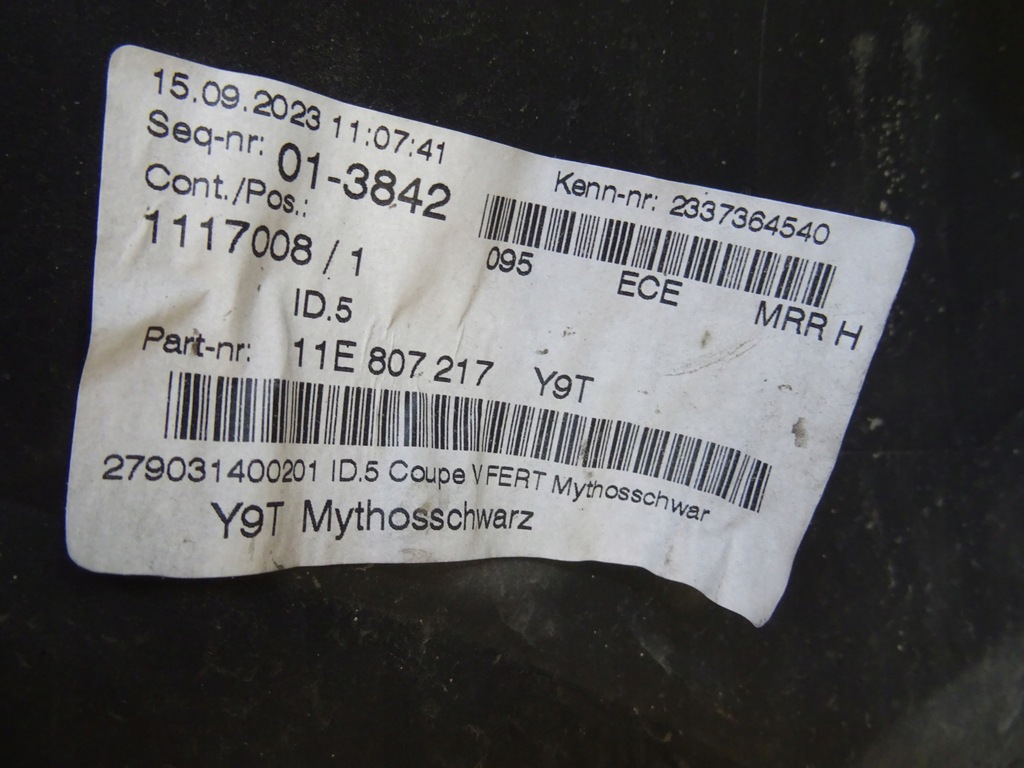 15.09.2023 11:07:41
Seq-nr: 01-3842
Cont./Pos.:
1117008 / 1
Kenn-nr: 2337364540
095 ECE MRR H
ID.5
Part-nr: 11E 807 217 Y9T
279031400201 ID.5 Coupe VFERT Mythosschwar
Y9T Mythosschwarz